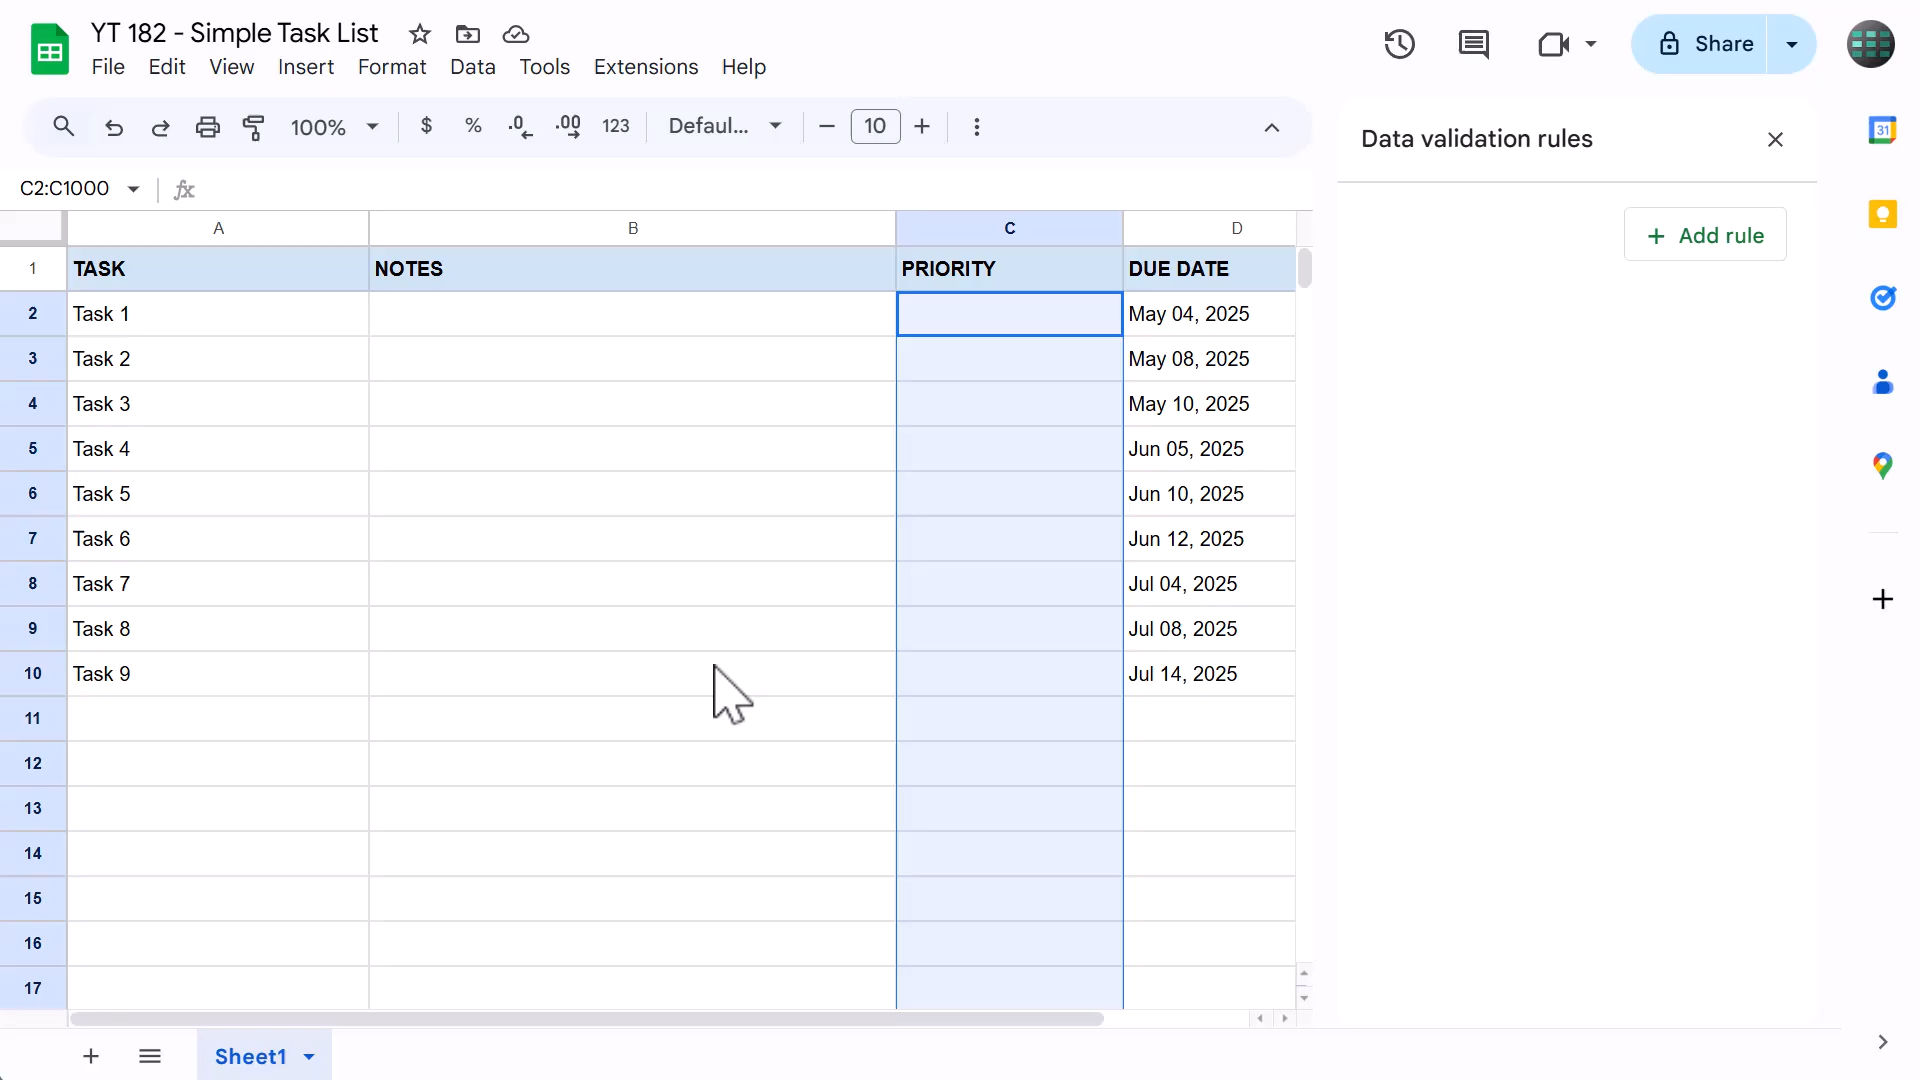 YT 182 - Simple Task List
File Edit View Insert Format Data Tools Extensions Help
Share
100% $ % .0 .00 123 Defaul... 10
Data validation rules
C2:C1000 fx
Add rule
A B C D
1 TASK NOTES PRIORITY DUE DATE
2 Task 1 May 04, 2025
3 Task 2 May 08, 2025
4 Task 3 May 10, 2025
5 Task 4 Jun 05, 2025
6 Task 5 Jun 10, 2025
7 Task 6 Jun 12, 2025
8 Task 7 Jul 04, 2025
9 Task 8 Jul 08, 2025
10 Task 9 Jul 14, 2025
11
12
13
14
15
16
17
Sheet1
31